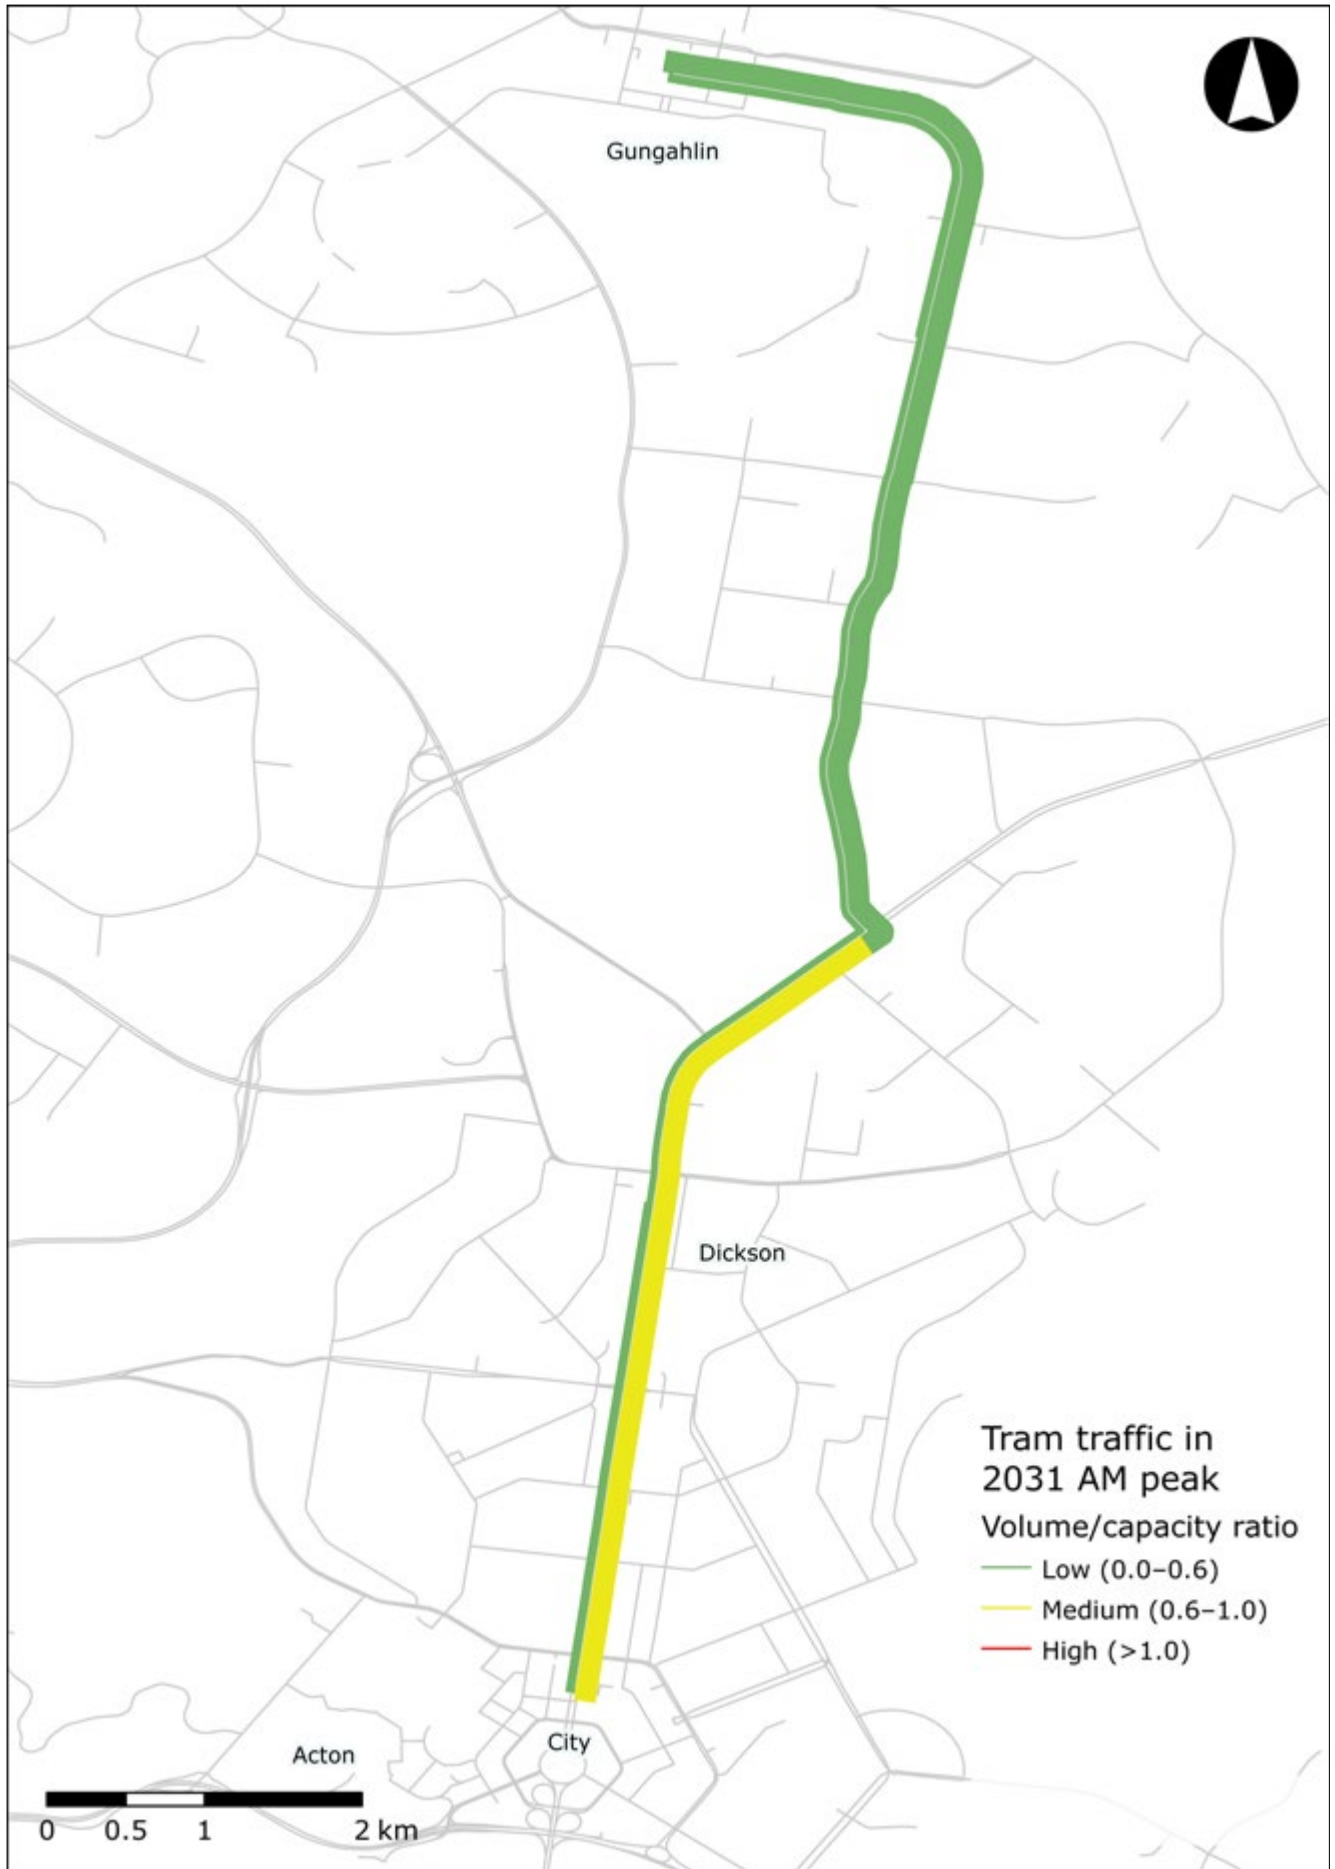 Gungahlin
Dickson
Tram traffic in
2031 AM peak
Volume/capacity ratio
Low (0.0–0.6)
Medium (0.6–1.0)
High (>1.0)
City
Acton
0 0.5 1 2 km